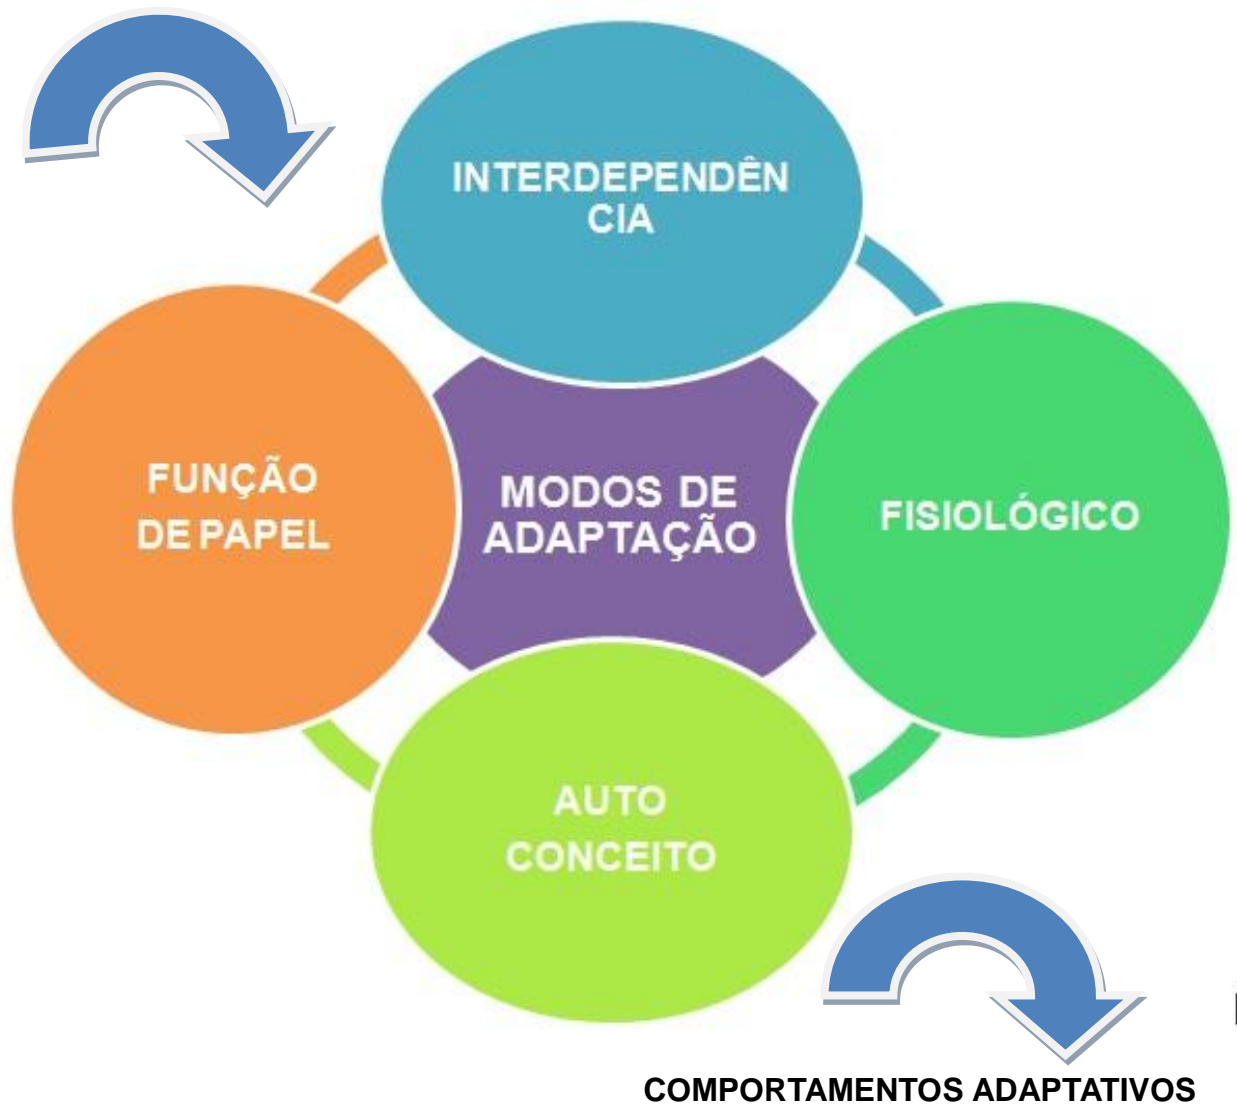 INTERDEPENDÊN
CIA
FUNÇÃO
DE PAPEL
MODOS DE
ADAPTAÇÃO
FISIOLÓGICO
AUTO
CONCEITO
COMPORTAMENTOS ADAPTATIVOS